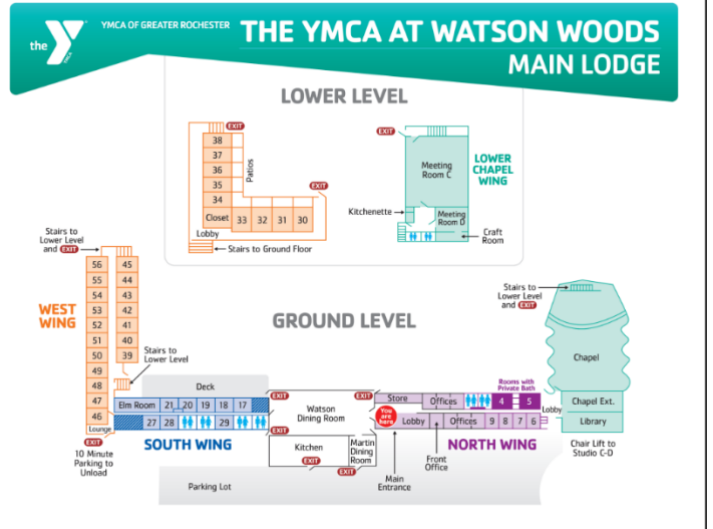 the
YMCA
YMCA OF GREATER ROCHESTER
THE YMCA AT WATSON WOODS
MAIN LODGE
LOWER LEVEL
EXIT
38
37
36
35
34
Patios
EXIT
Closet 33 32 31 30
Lobby
Stairs to Ground Floor
EXIT
Meeting
Room C
LOWER
CHAPEL
WING
Kitchenette
Meeting
Room D
Craft
Room
GROUND LEVEL
Stairs to
Lower Level
and EXIT
56 45
55 44
54 43
53 42
52 41
51 40
50 39
49
48
47
46
Lounge
EXIT
WEST
WING
10 Minute
Parking to
Unload
Stairs to
Lower Level
Deck
Elm Room 21 20 19 18 17
27 28 29
SOUTH WING
Parking Lot
EXIT
EXIT
Watson
Dining Room
EXIT
EXIT
Kitchen
EXIT
Martin
Dining
Room
EXIT
You
are
here
Store Offices 4 5
Rooms with
Private Bath
Lobby Offices 9 8 7 6
NORTH WING
Main
Entrance
Front
Office
Lobby
Stairs to
Lower Level
and EXIT
Chapel
Chapel Ext.
Library
Chair Lift to
Studio C-D